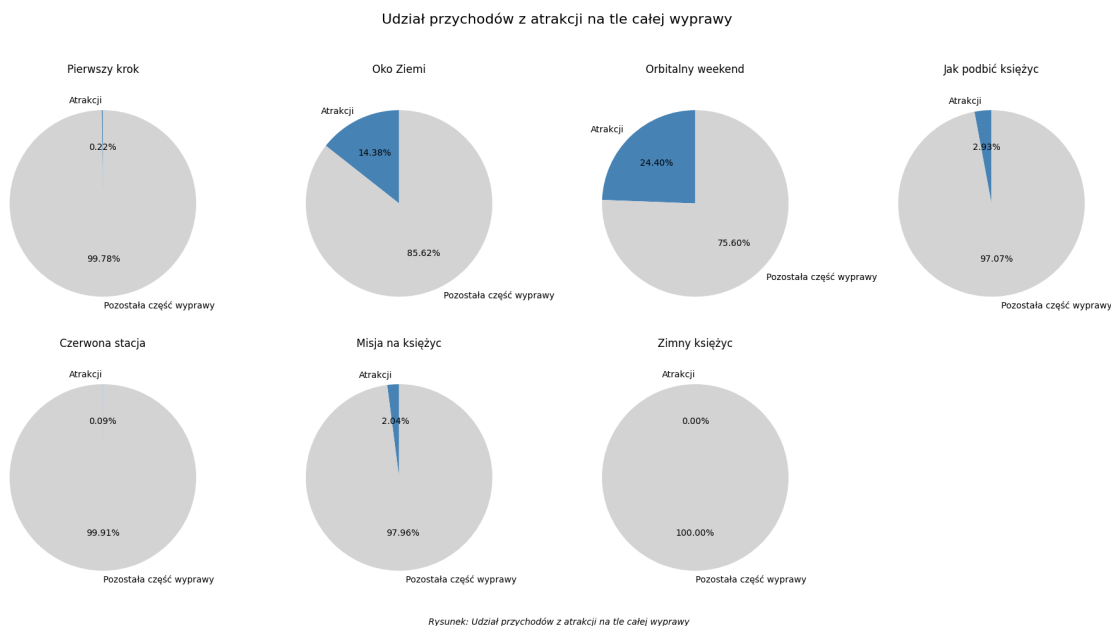 Udział przychodów z atrakcji na tle całej wyprawy
Pierwszy krok
Atrakcji
0.22%
99.78%
Pozostała część wyprawy
Oko Ziemi
Atrakcji
14.38%
85.62%
Pozostała część wyprawy
Orbitalny weekend
Atrakcji
24.40%
75.60%
Pozostała część wyprawy
Jak podbić księżyc
Atrakcji
2.93%
97.07%
Pozostała część wyprawy
Czerwona stacja
Atrakcji
0.09%
99.91%
Pozostała część wyprawy
Misja na księżyc
Atrakcji
2.04%
97.96%
Pozostała część wyprawy
Zimny księżyc
Atrakcji
0.00%
100.00%
Pozostała część wyprawy
Rysunek: Udział przychodów z atrakcji na tle całej wyprawy